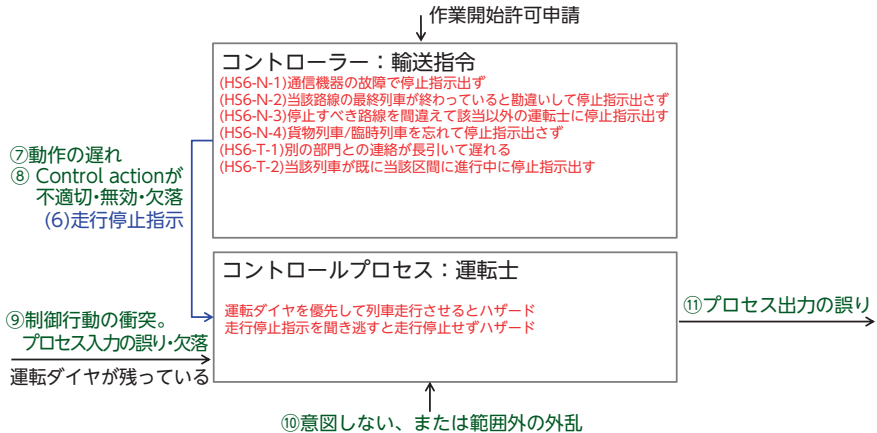 作業開始許可申請
コントローラー：輸送指令
(HS6-N-1)通信機器の故障で停止指示出ず
(HS6-N-2)当該路線の最終列車が終わっていると勘違いして停止指示出さず
(HS6-N-3)停止すべき路線を間違えて該当以外の運転士に停止指示出す
(HS6-N-4)貨物列車/臨時列車を忘れて停止指示出さず
(HS6-T-1)別の部門との連絡が長引いて遅れる
(HS6-T-2)当該列車が既に当該区間に進行中に停止指示出す
⑦動作の遅れ
⑧ Control actionが
不適切・無効・欠落
(6)走行停止指示
コントロールプロセス：運転士
運転ダイヤを優先して列車走行させるとハザード
走行停止指示を聞き逃すと走行停止せずハザード
⑨制御行動の衝突。
プロセス入力の誤り・欠落
運転ダイヤが残っている
⑪プロセス出力の誤り
⑩意図しない、または範囲外の外乱